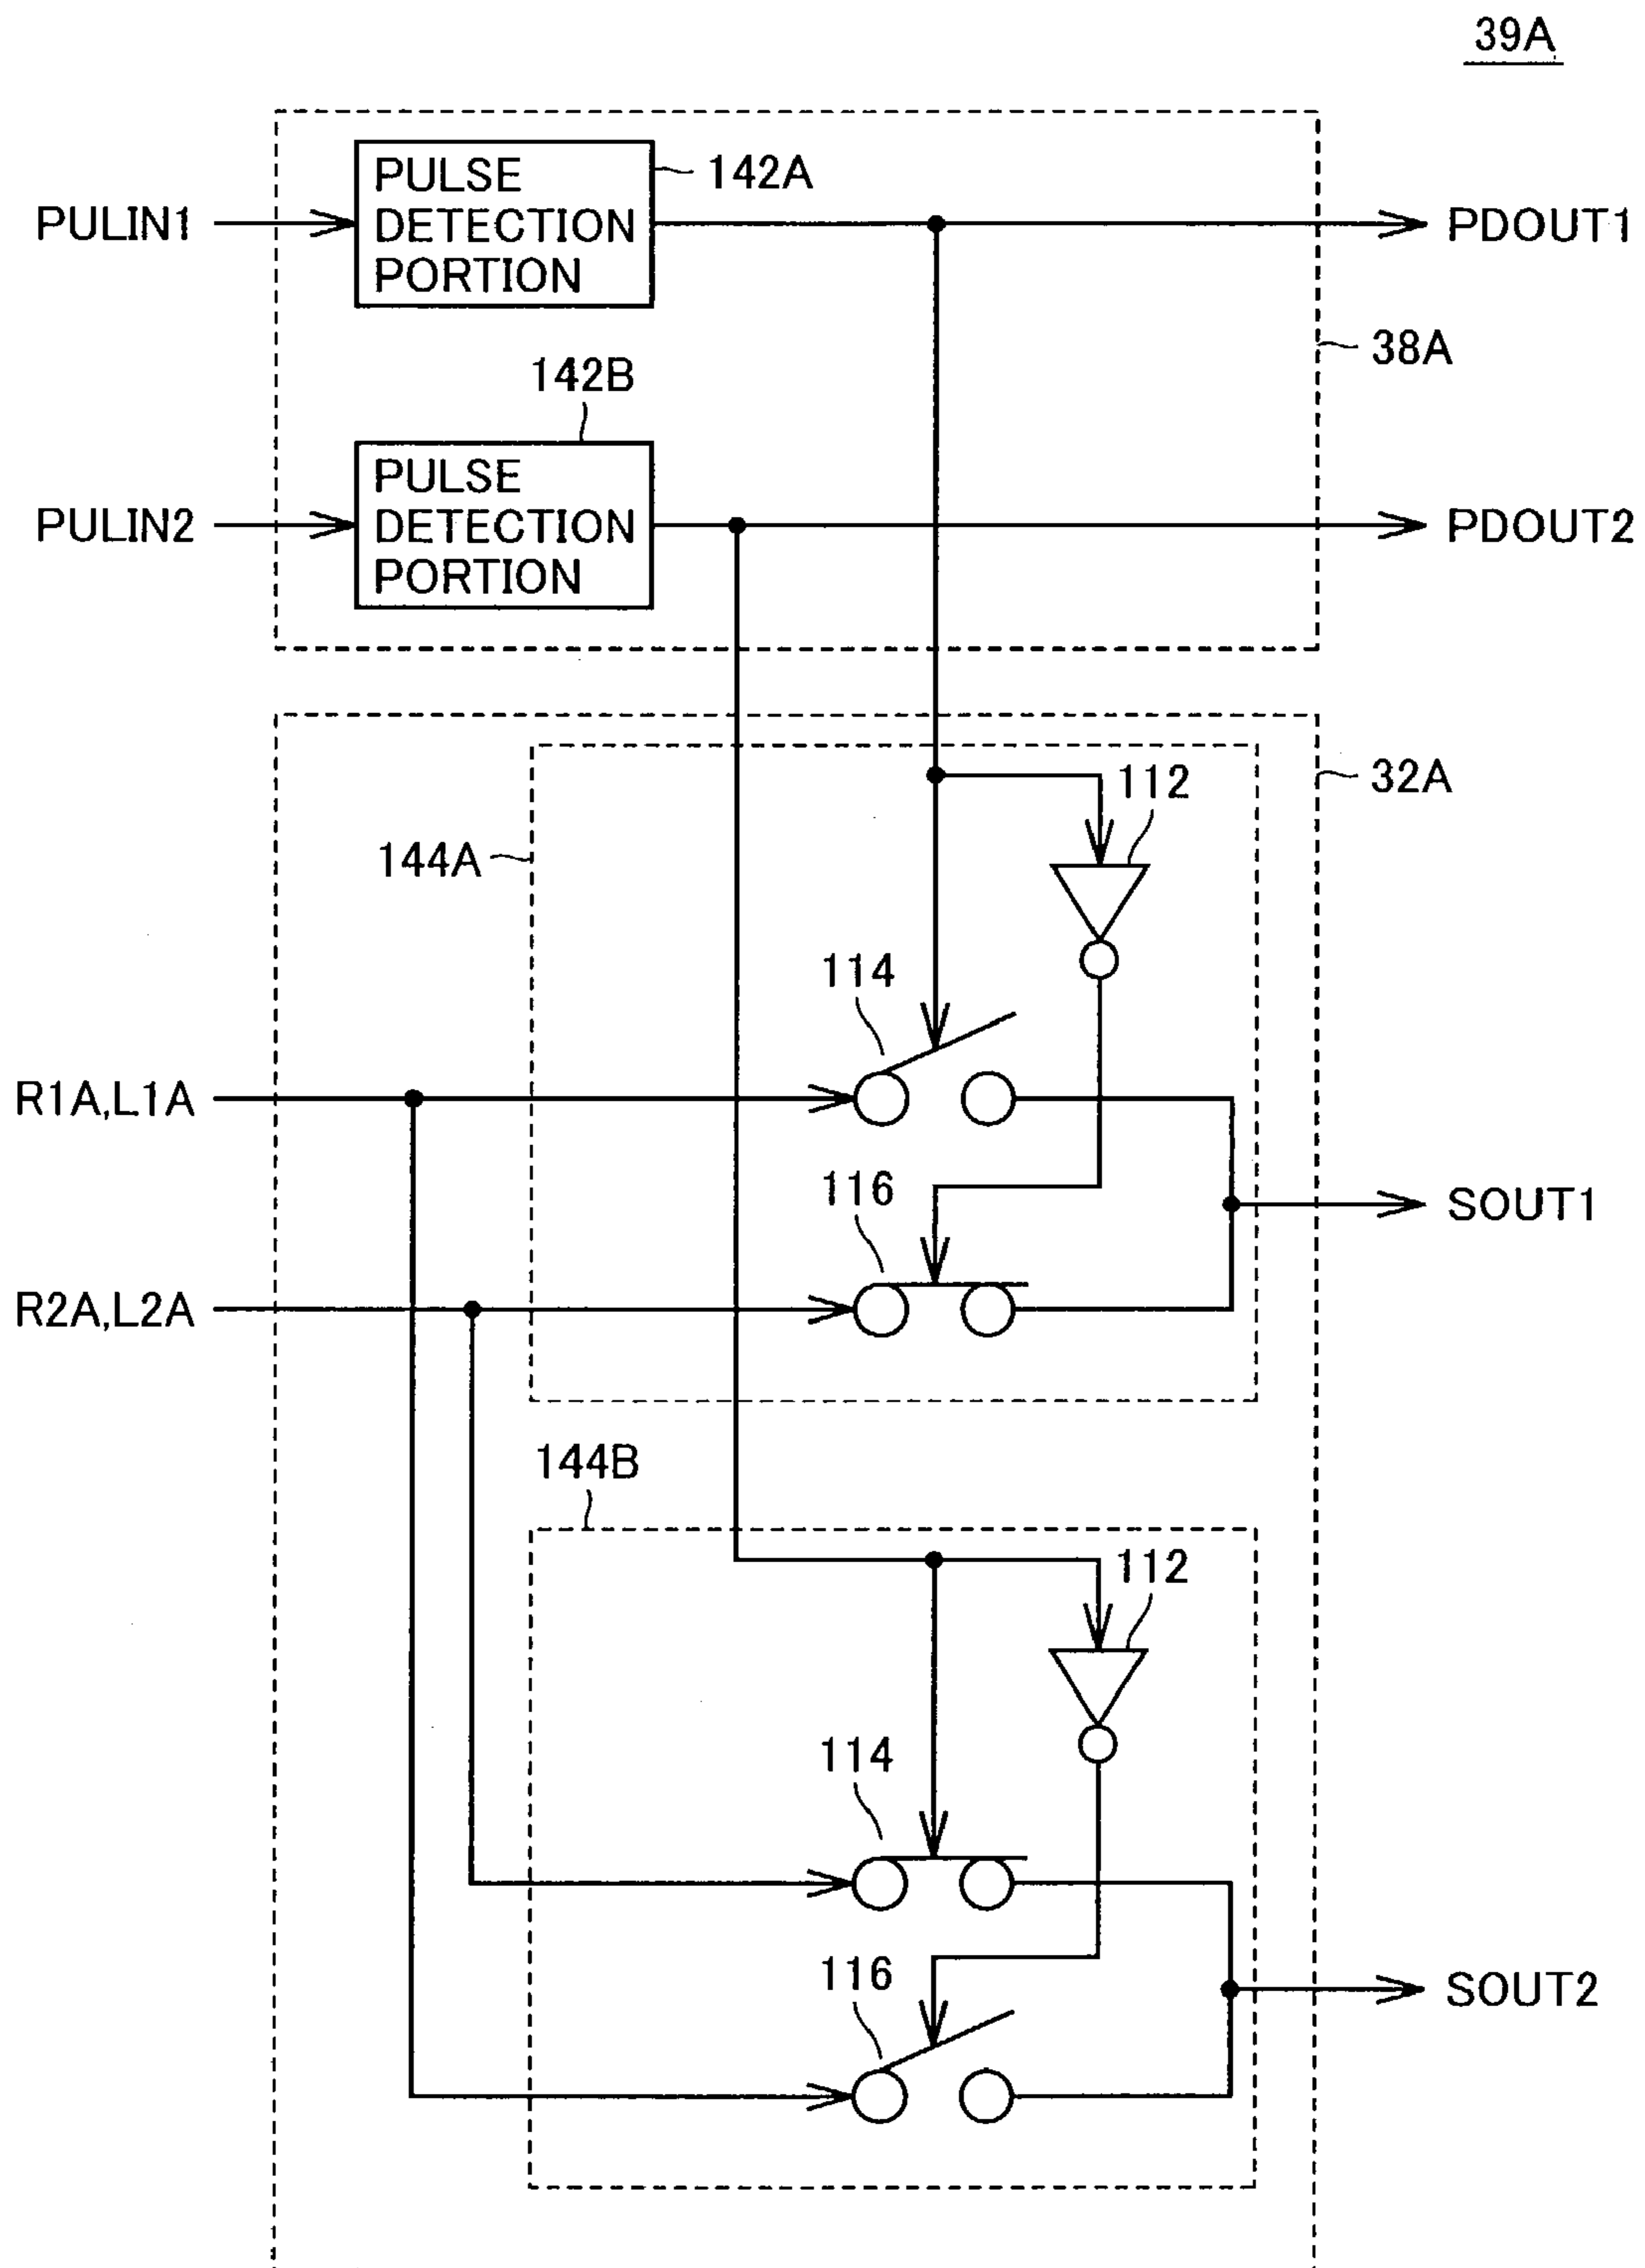 39A
PULSE
DETECTION
PORTION
142A
PULIN1
PDOUT1
38A
142B
PULSE
DETECTION
PORTION
PULIN2
PDOUT2
32A
112
144A
114
R1A,L1A
116
SOUT1
R2A,L2A
144B
112
114
116
SOUT2